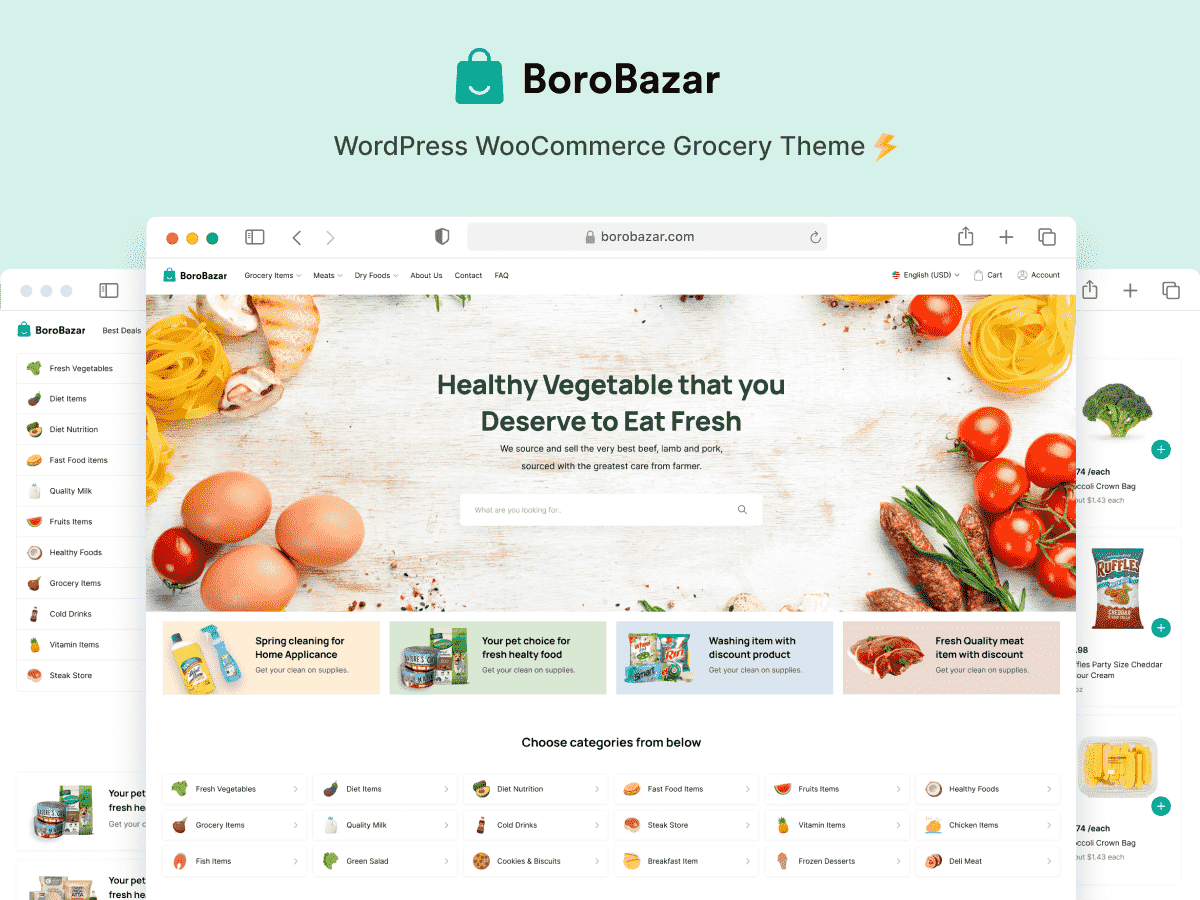 BoroBazar
WordPress WooCommerce Grocery Theme
borobazar.com
BoroBazar
Grocery Items
Meats
Dry Foods
About Us
Contact
FAQ
English (USD)
Cart
Account
Healthy Vegetable that you
Deserve to Eat Fresh
We source and sell the very best beef, lamb and pork,
sourced with the greatest care from farmer.
What are you looking for..
Spring cleaning for
Home Applicance
Get your clean on supplies.
Your pet choice for
fresh healty food
Get your clean on supplies.
Washing item with
discount product
Get your clean on supplies.
Fresh Quality meat
item with discount
Get your clean on supplies.
Choose categories from below
Fresh Vegetables
Diet Items
Diet Nutrition
Fast Food Items
Fruits Items
Healthy Foods
Grocery Items
Quality Milk
Cold Drinks
Steak Store
Vitamin Items
Chicken Items
Fish Items
Green Salad
Cookies & Biscuits
Breakfast Item
Frozen Desserts
Deli Meat
BoroBazar
Best Deals
Fresh Vegetables
Diet Items
Diet Nutrition
Fast Food items
Quality Milk
Fruits Items
Healthy Foods
Grocery Items
Cold Drinks
Vitamin Items
Steak Store
Your pet
fresh hea
Get your c
Your pet
fresh hea
74 /each
ccoli Crown Bag
out $1.43 each
RUFFLES
CHEDDAR
.98
fles Party Size Cheddar
our Cream
oz
74 /each
ccoli Crown Bag
out $1.43 each